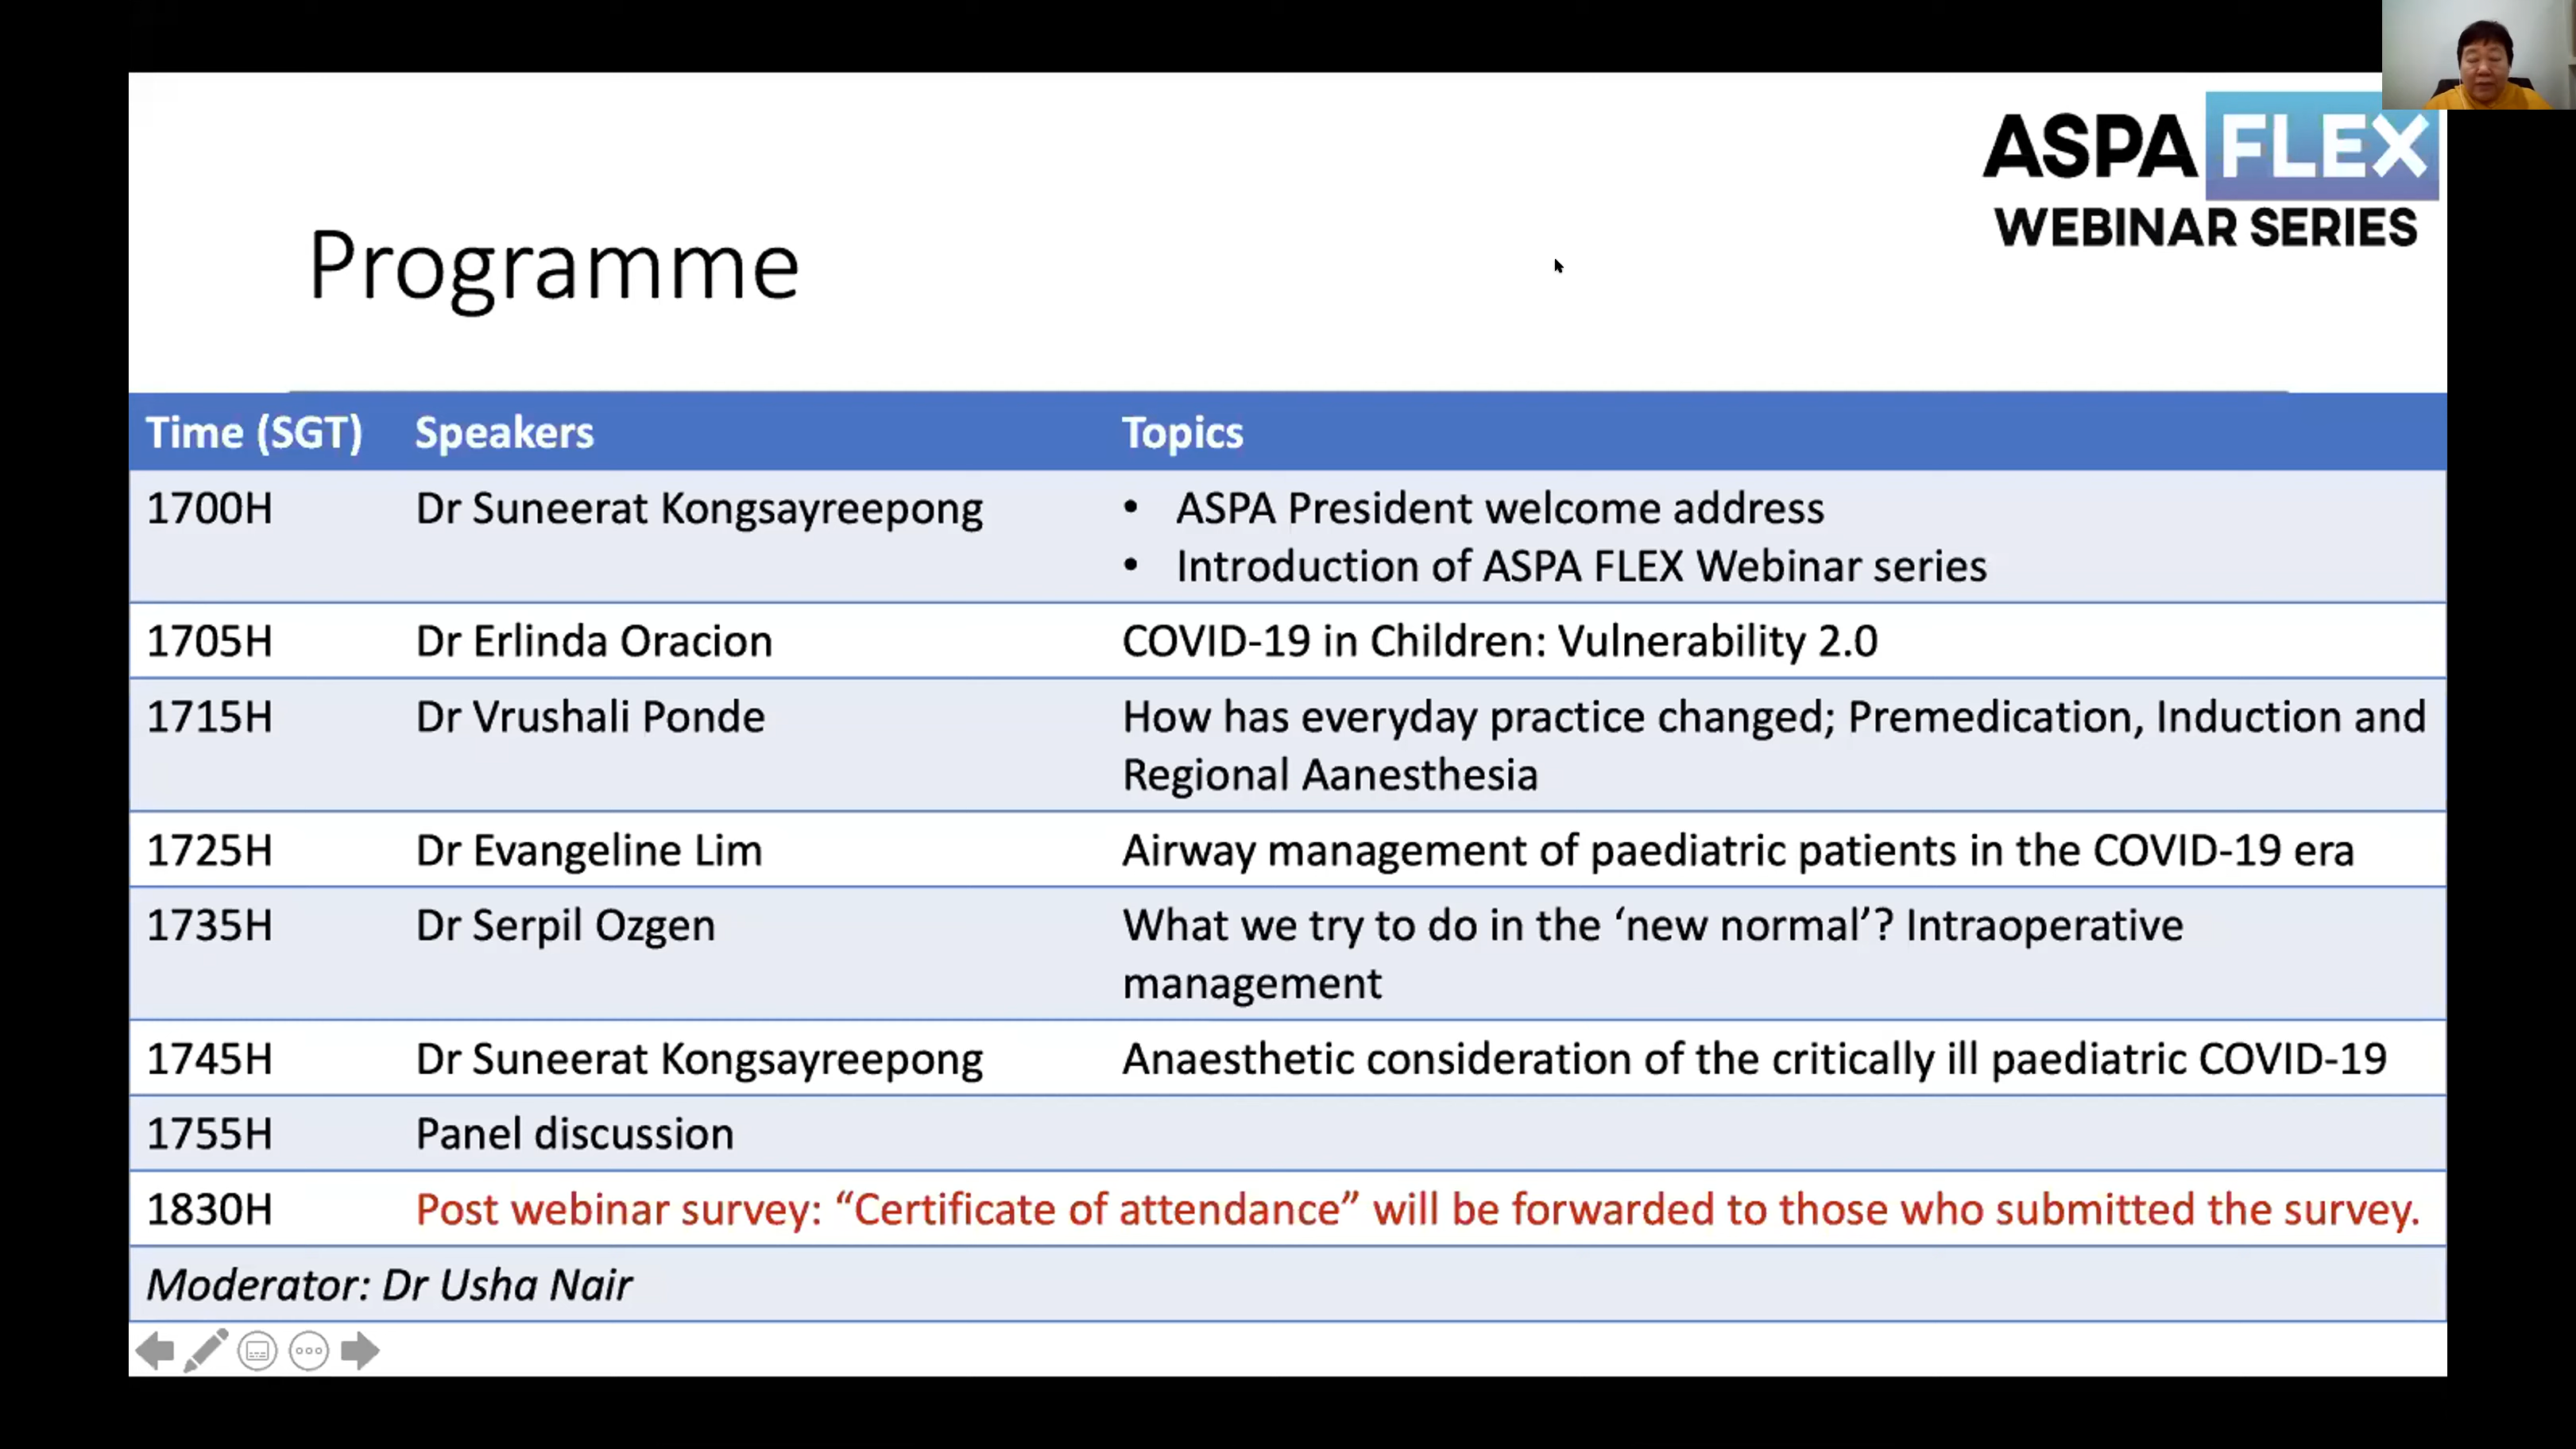 ASPA FLEX
WEBINAR SERIES
Programme
Time (SGT) Speakers Topics
1700H Dr Suneerat Kongsayreepong • ASPA President welcome address
• Introduction of ASPA FLEX Webinar series
1705H Dr Erlinda Oracion COVID-19 in Children: Vulnerability 2.0
1715H Dr Vrushali Ponde How has everyday practice changed; Premedication, Induction and
Regional Aanesthesia
1725H Dr Evangeline Lim Airway management of paediatric patients in the COVID-19 era
1735H Dr Serpil Ozgen What we try to do in the ‘new normal’? Intraoperative
management
1745H Dr Suneerat Kongsayreepong Anaesthetic consideration of the critically ill paediatric COVID-19
1755H Panel discussion
1830H Post webinar survey: “Certificate of attendance” will be forwarded to those who submitted the survey.
Moderator: Dr Usha Nair